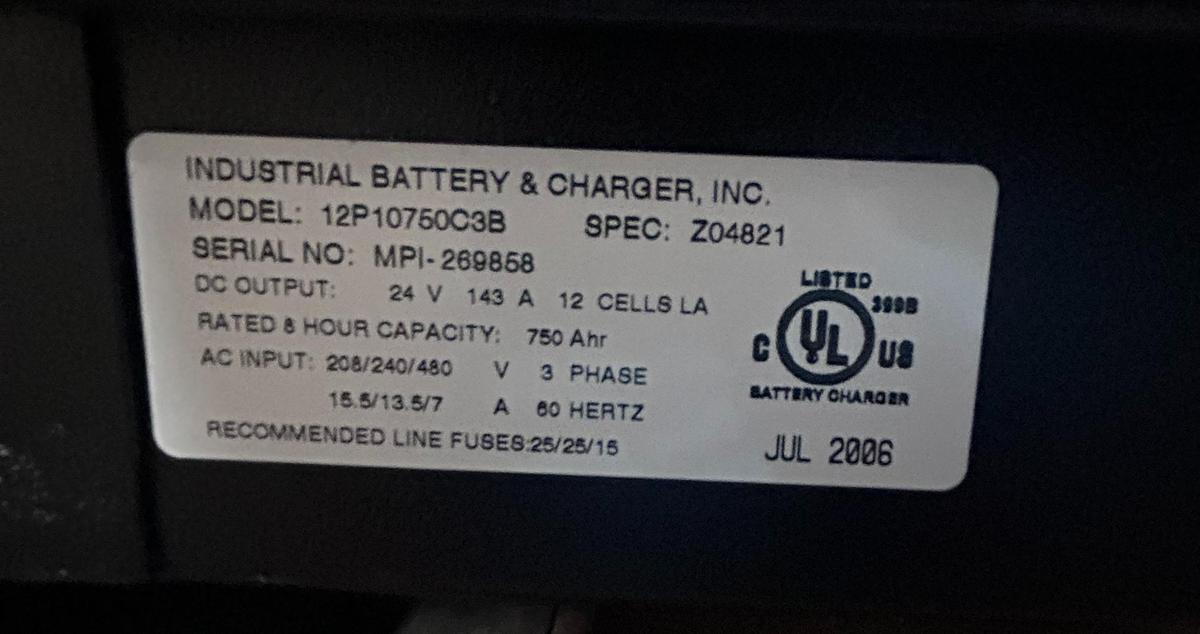 INDUSTRIAL BATTERY & CHARGER, INC.
MODEL: 12P10750C3B SPEC: Z04821
SERIAL NO: MPI-269858
DC OUTPUT: 24 V 143 A 12 CELLS LA
RATED 8 HOUR CAPACITY: 750 Ahr
AC INPUT: 208/240/480 V 3 PHASE
15.5/13.5/7 A 60 HERTZ
RECOMMENDED LINE FUSES:25/25/15
LISTED
399B
C UL US
BATTERY CHARGER
JUL 2006